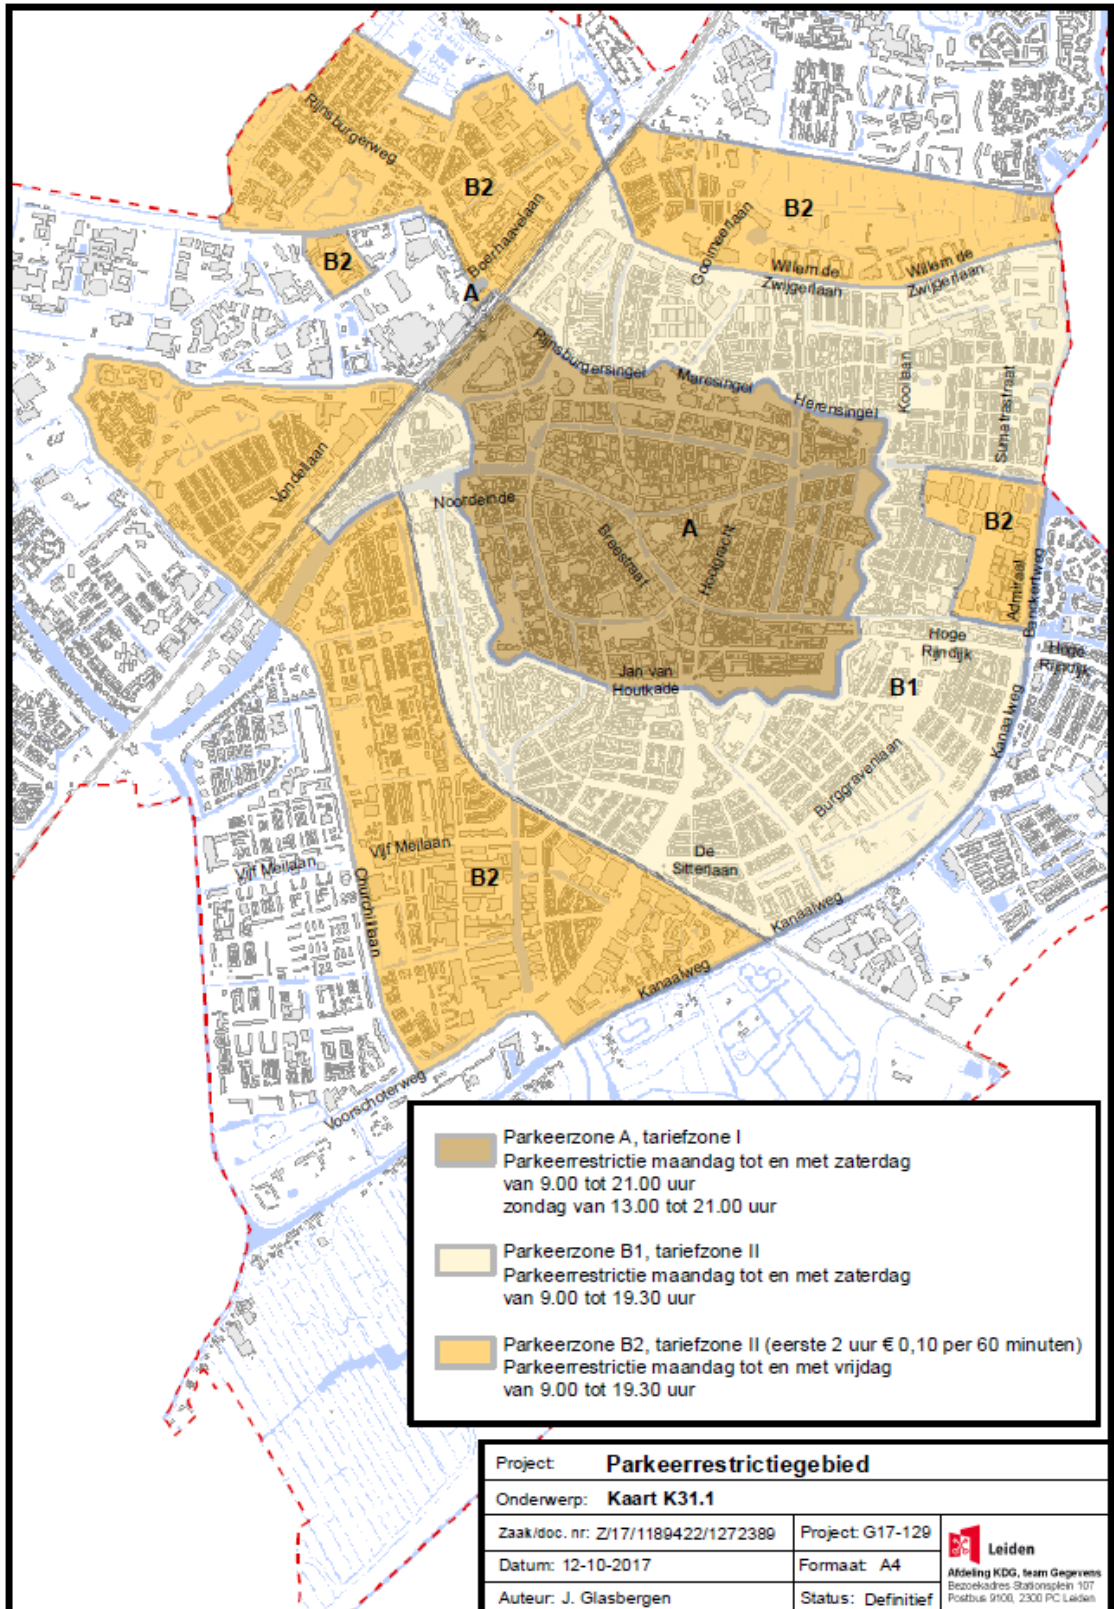 Rijnsburgerweg
B2
Boerhaavelaan
B2
B2
Gooimeerlaan
Willem de
Zwijgerlaan
Willem de
Zwijgerlaan
A
Rijnsburgersingel
Maresingel
Herensingel
Kooilaan
Sumatrastraat
Vondellaan
Noordeinde
Breestraat
A
Hooigracht
B2
Admiraal
Banckertweg
Hoge
Rijndijk
Hoge
Rijndijk
Jan van
Houtkade
B1
Kanaalweg
Burggravenlaan
De
Sitterlaan
Vijf Meilaan
Vijf Meilaan
Churchilllaan
B2
Kanaalweg
Kanaalweg
Voorschoterweg
Parkeerzone A, tariefzone I
Parkeerrestrictie maandag tot en met zaterdag
van 9.00 tot 21.00 uur
zondag van 13.00 tot 21.00 uur
Parkeerzone B1, tariefzone II
Parkeerrestrictie maandag tot en met zaterdag
van 9.00 tot 19.30 uur
Parkeerzone B2, tariefzone II (eerste 2 uur € 0,10 per 60 minuten)
Parkeerrestrictie maandag tot en met vrijdag
van 9.00 tot 19.30 uur
Project: Parkeerrestrictiegebied
Onderwerp: Kaart K31.1
Zaak/doc. nr: Z/17/1189422/1272389
Project: G17-129
Datum: 12-10-2017
Formaat: A4
Auteur: J. Glasbergen
Status: Definitief
Leiden
Afdeling KDG, team Gegevens
Bezoekadres Stationsplein 107
Postbus 9100, 2300 PC Leiden